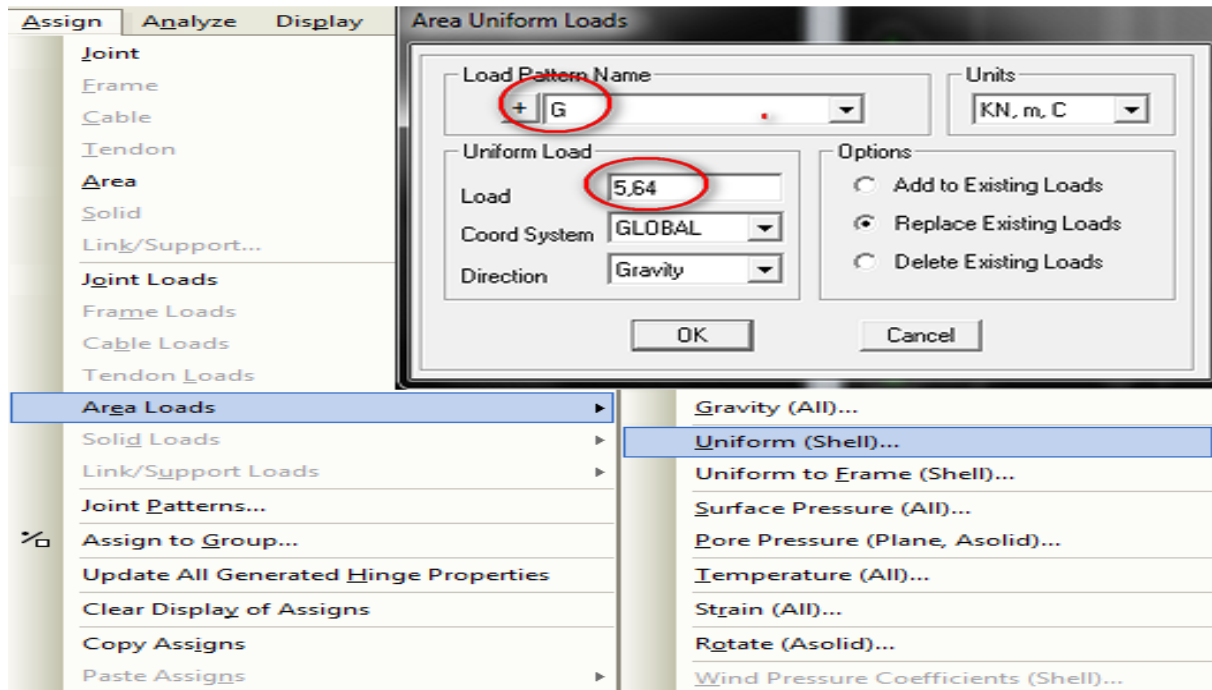 Assign Analyze Display
Joint
Frame
Cable
Tendon
Area
Solid
Link/Support...
Joint Loads
Frame Loads
Cable Loads
Tendon Loads
Area Loads
Solid Loads
Link/Support Loads
Joint Patterns...
Assign to Group...
Update All Generated Hinge Properties
Clear Display of Assigns
Copy Assigns
Paste Assigns
Area Uniform Loads
Load Pattern Name
+ G
Units
KN, m, C
Uniform Load
Load 5,64
Coord System GLOBAL
Direction Gravity
Options
Add to Existing Loads
Replace Existing Loads
Delete Existing Loads
OK Cancel
Gravity (All)...
Uniform (Shell)...
Uniform to Frame (Shell)...
Surface Pressure (All)...
Pore Pressure (Plane, Asolid)...
Temperature (All)...
Strain (All)...
Rotate (Asolid)...
Wind Pressure Coefficients (Shell)...